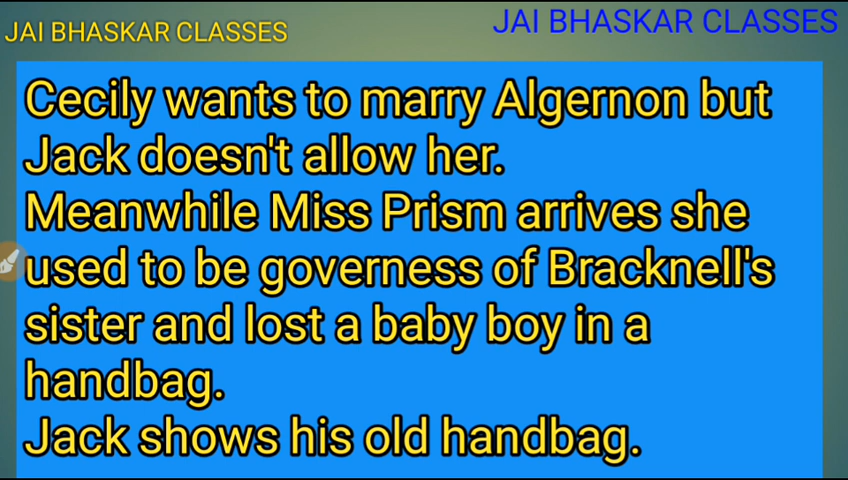 JAI BHASKAR CLASSES
JAI BHASKAR CLASSES
Cecily wants to marry Algernon but
Jack doesn't allow her.
Meanwhile Miss Prism arrives she
used to be governess of Bracknell's
sister and lost a baby boy in a
handbag.
Jack shows his old handbag.